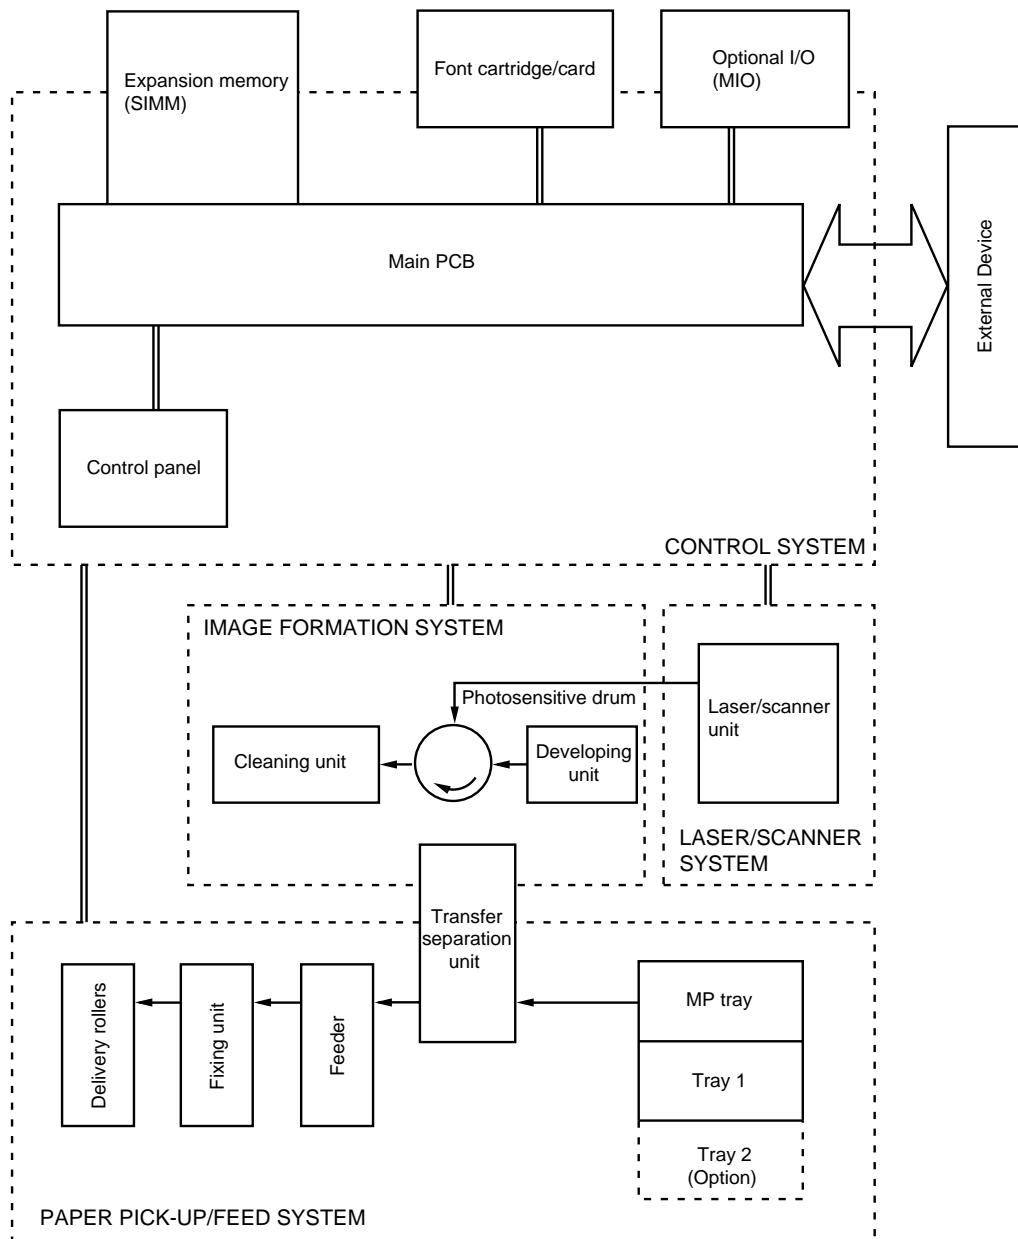 Expansion memory
(SIMM)
Font cartridge/card
Optional I/O
(MIO)
Main PCB
External Device
Control panel
CONTROL SYSTEM
IMAGE FORMATION SYSTEM
Photosensitive drum
Laser/scanner
unit
Cleaning unit
Developing
unit
LASER/SCANNER
SYSTEM
Transfer
separation
unit
Delivery rollers
Fixing unit
Feeder
MP tray
Tray 1
Tray 2
(Option)
PAPER PICK-UP/FEED SYSTEM